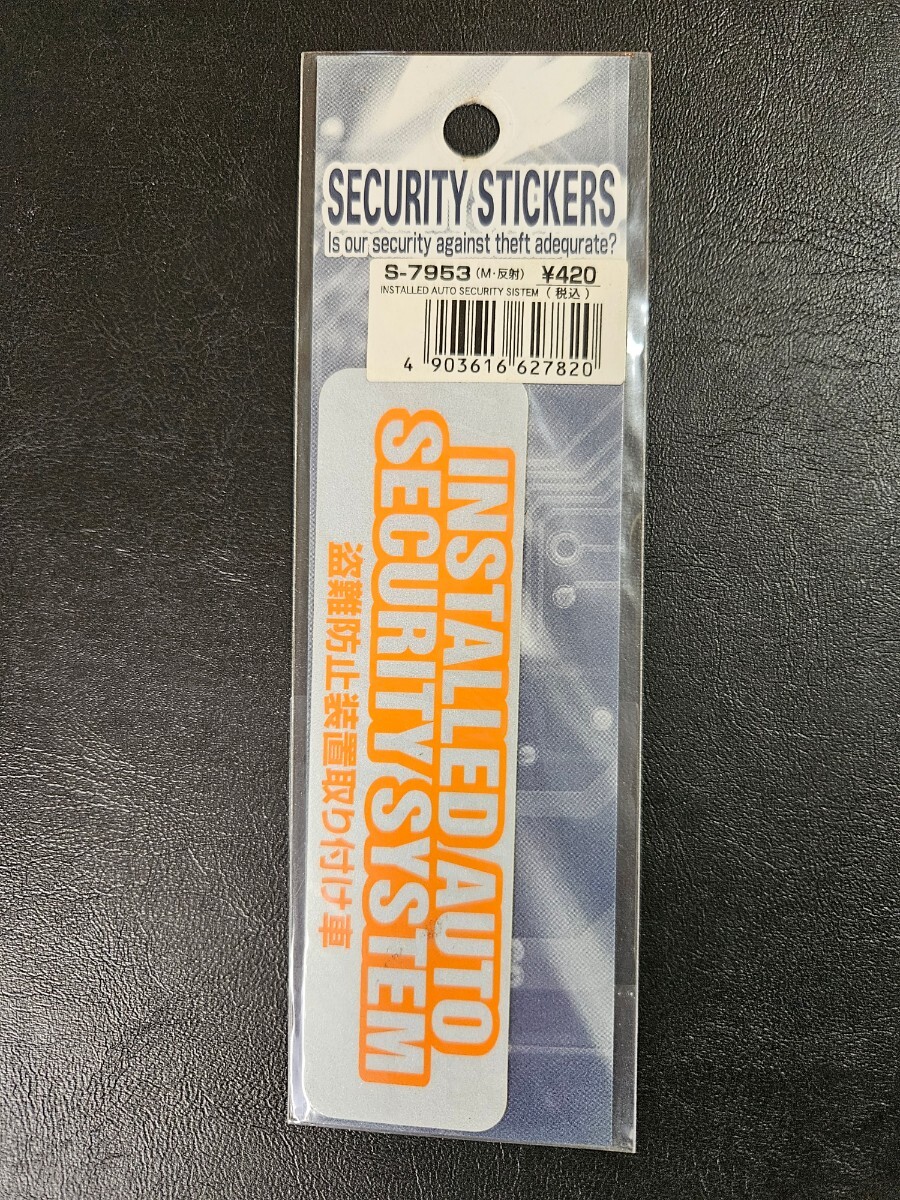 SECURITY STICKERS
Is our security against theft adequrate?
S-7953 (M・反射) ¥420
INSTALLED AUTO SECURITY SISTEM (税込)
4 903616 627820
INSTALLED/AUTO
SECURITY SYSTEM
盗難防止装置取り付け車